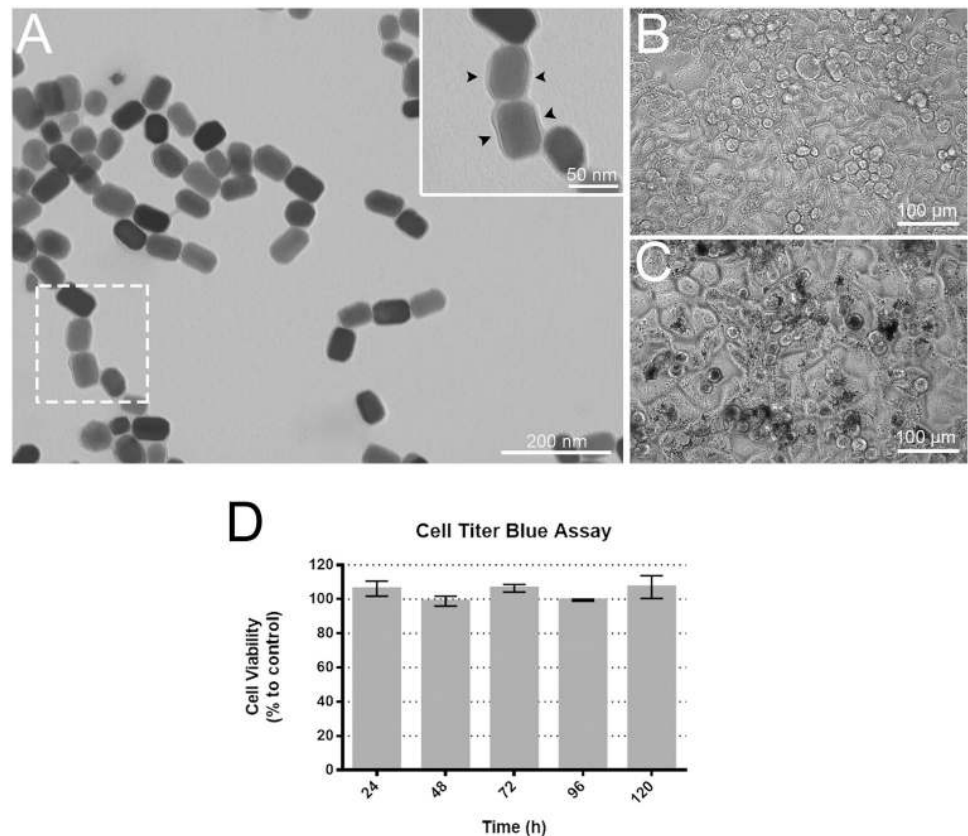 A
50 nm
200 nm
B
100 µm
C
100 µm
D
Cell Titer Blue Assay
Cell Viability
(% to control)
120
100
80
60
40
20
0
24
48
72
96
120
Time (h)